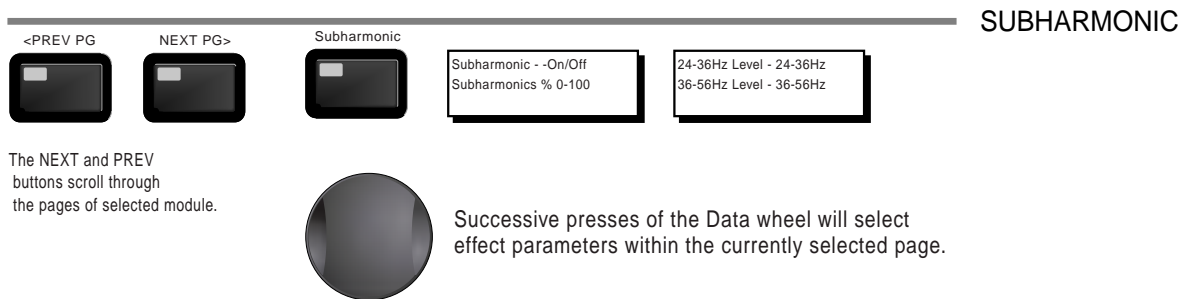 SUBHARMONIC
<PREV PG
NEXT PG>
Subharmonic
Subharmonic - -On/Off
Subharmonics % 0-100
24-36Hz Level - 24-36Hz
36-56Hz Level - 36-56Hz
The NEXT and PREV
buttons scroll through
the pages of selected module.
Successive presses of the Data wheel will select
effect parameters within the currently selected page.